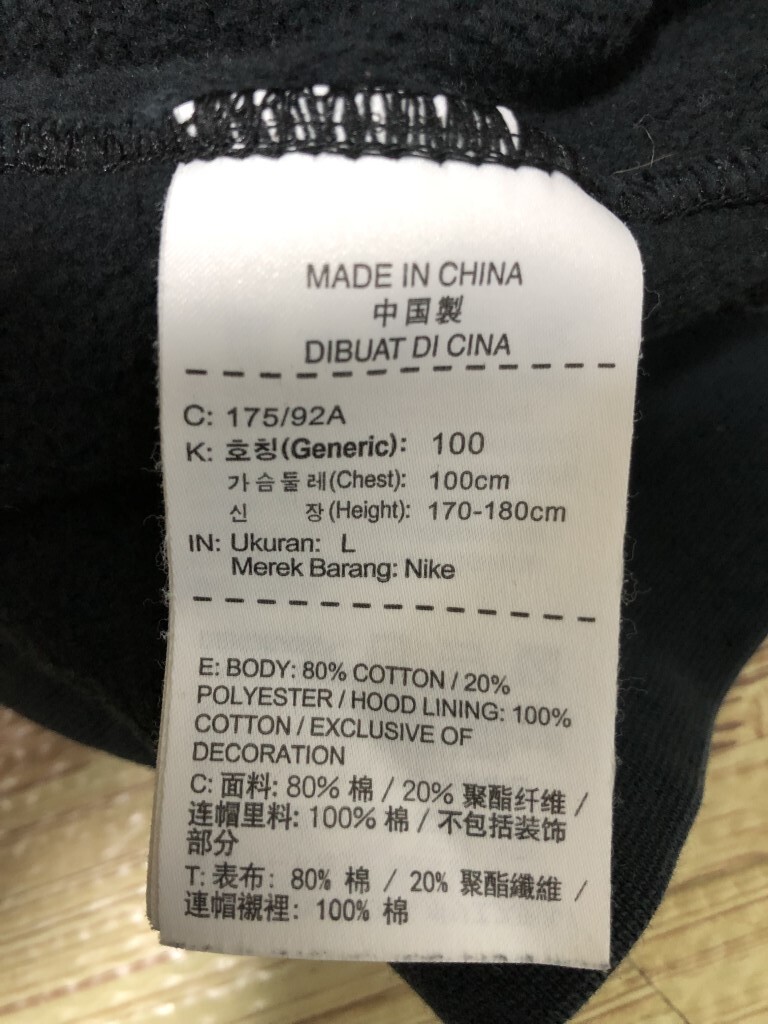 MADE IN CHINA
中国製
DIBUAT DI CINA
C: 175/92A
K: 호칭(Generic): 100
가슴둘레(Chest): 100cm
신 장(Height): 170-180cm
IN: Ukuran: L
Merek Barang: Nike
E: BODY: 80% COTTON / 20%
POLYESTER / HOOD LINING: 100%
COTTON / EXCLUSIVE OF
DECORATION
C: 面料: 80% 棉 / 20% 聚酯纤维 /
连帽里料: 100% 棉 / 不包括装饰
部分
T: 表布: 80% 棉 / 20% 聚酯纖維 /
連帽襯裡: 100% 棉